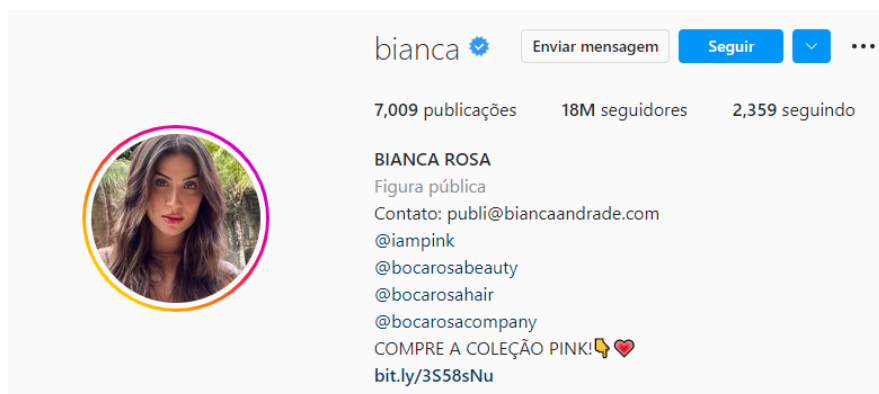 bianca Enviar mensagem Seguir
7,009 publicações 18M seguidores 2,359 seguindo
BIANCA ROSA
Figura pública
Contato: publi@biancaandrade.com
@iampink
@bocarosabeauty
@bocarosahair
@bocarosacompany
COMPRE A COLEÇÃO PINK!👇💗
bit.ly/3S58sNu